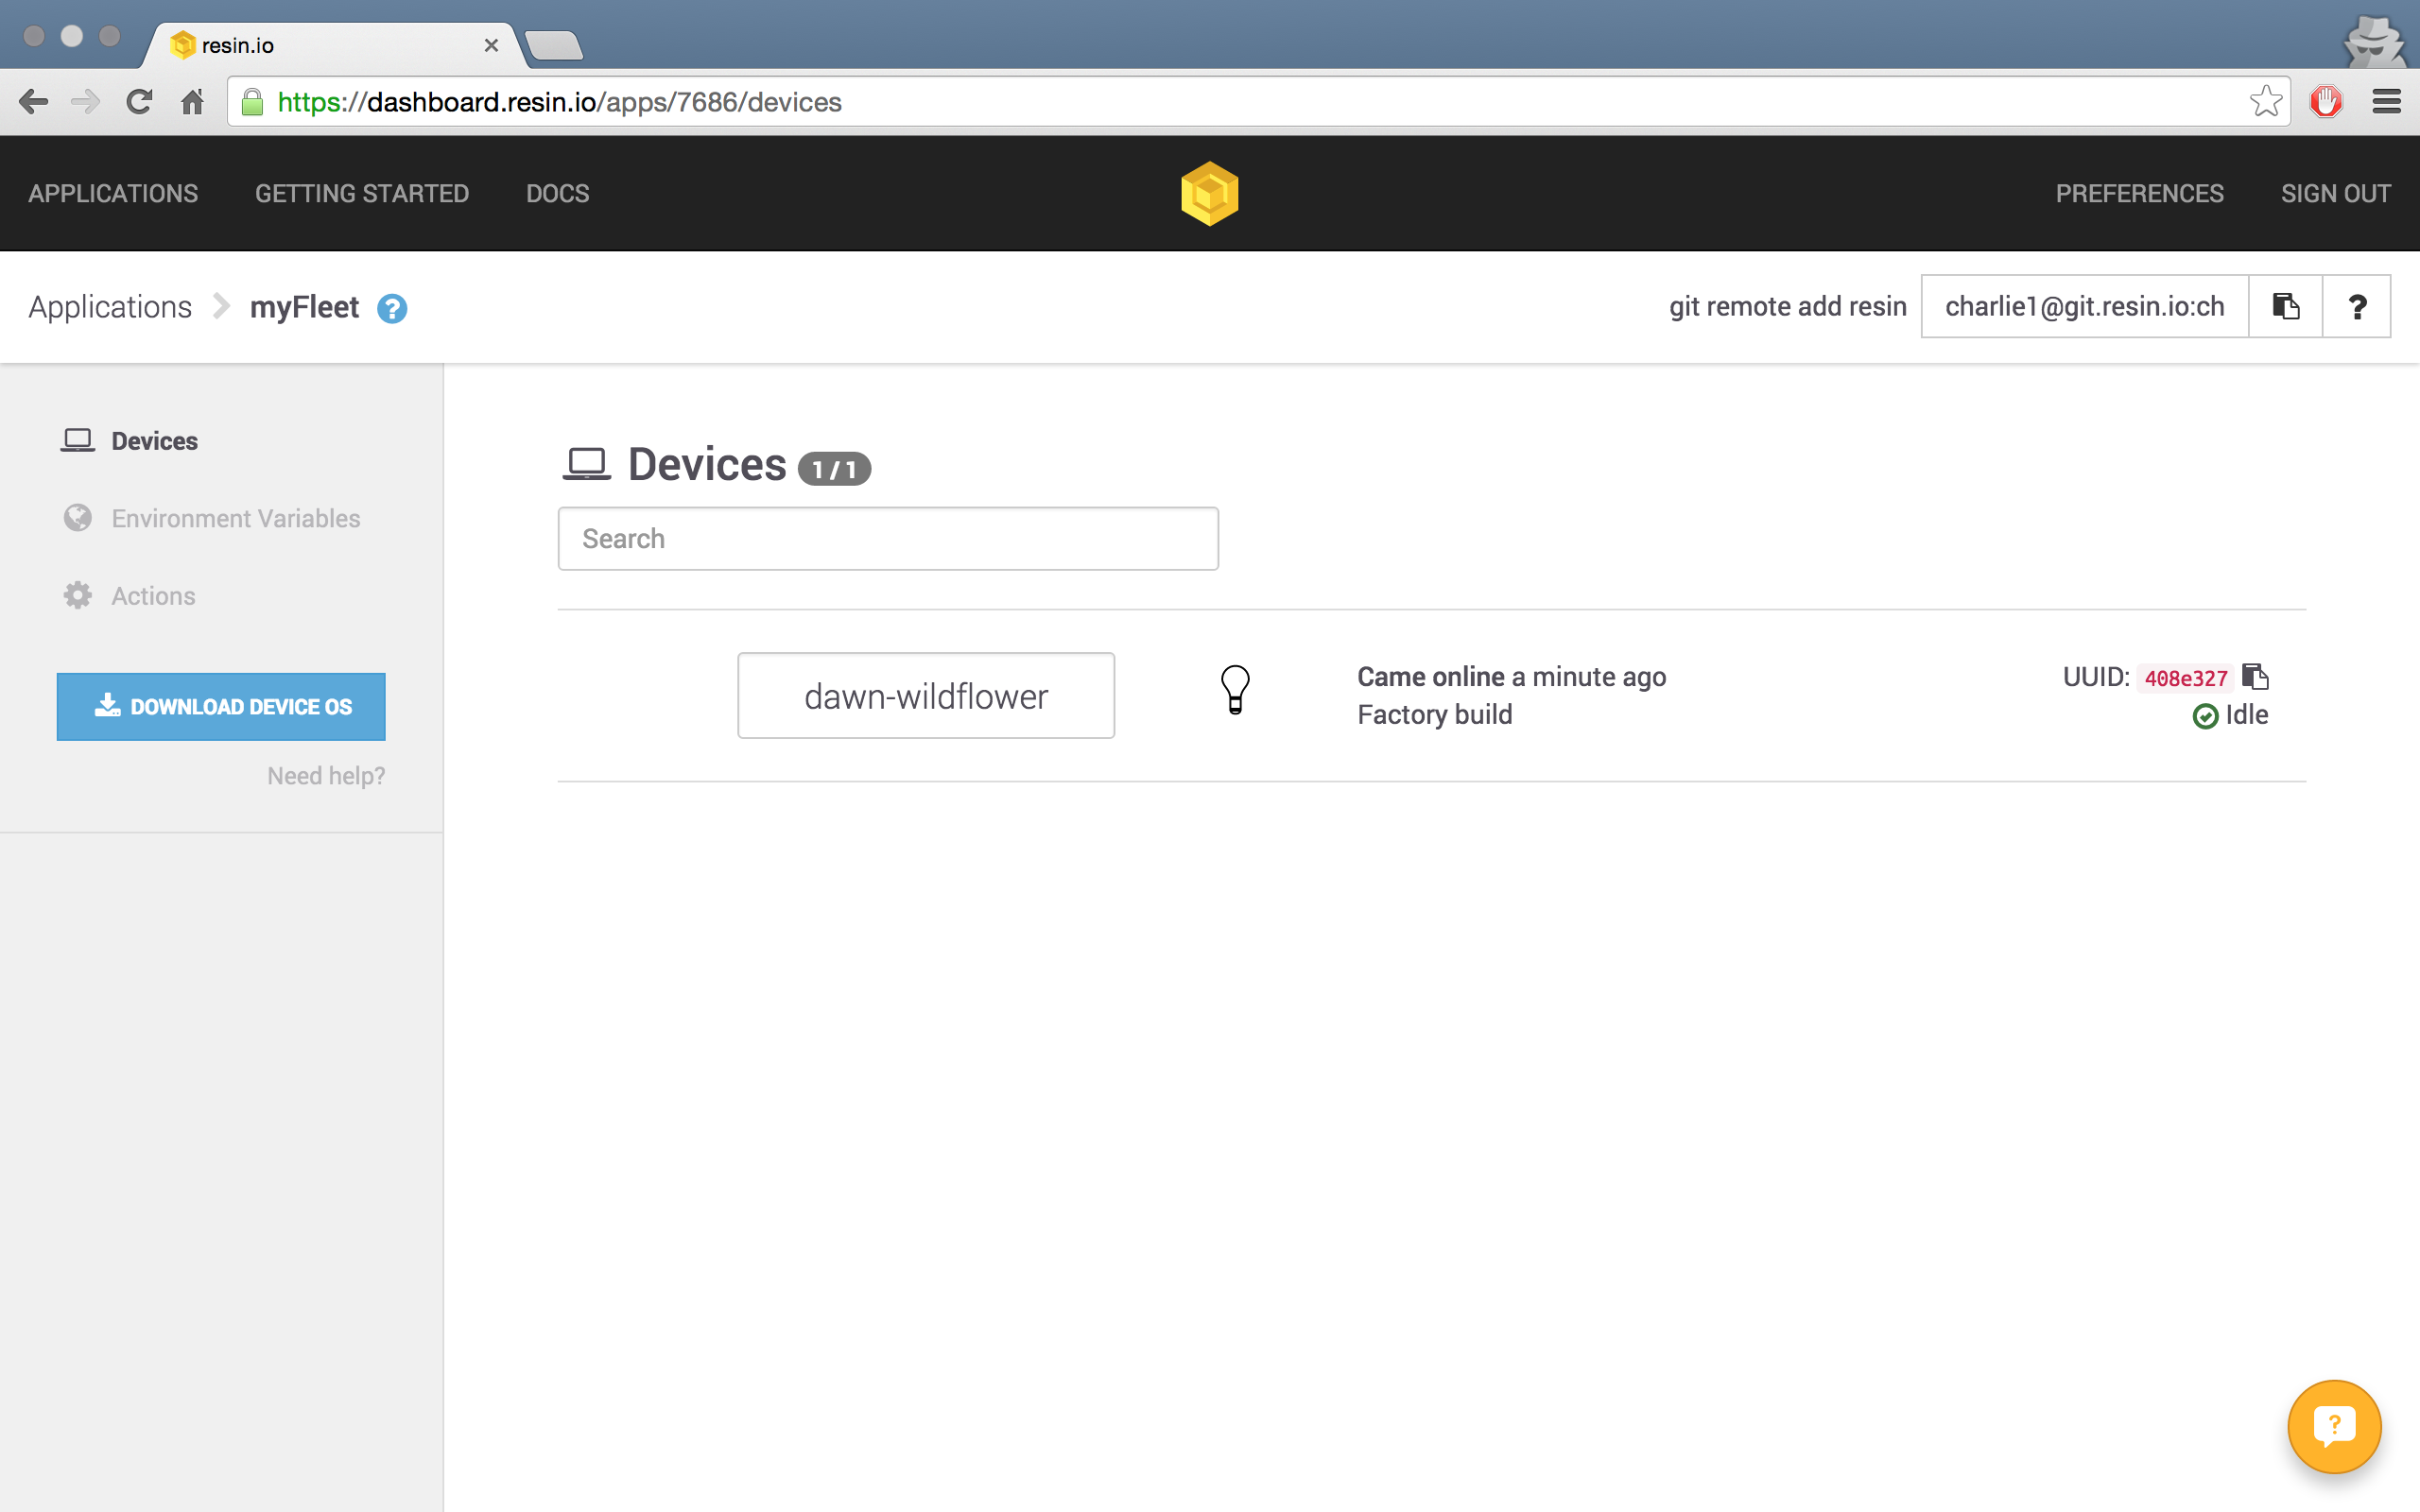 resin.io
https://dashboard.resin.io/apps/7686/devices
APPLICATIONS GETTING STARTED DOCS PREFERENCES SIGN OUT
Applications myFleet ? git remote add resin charlie1@git.resin.io:ch ?
Devices
Environment Variables
Actions
DOWNLOAD DEVICE OS
Need help?
Devices 1 / 1
Search
dawn-wildflower
Came online a minute ago
Factory build
UUID: 408e327
Idle
?